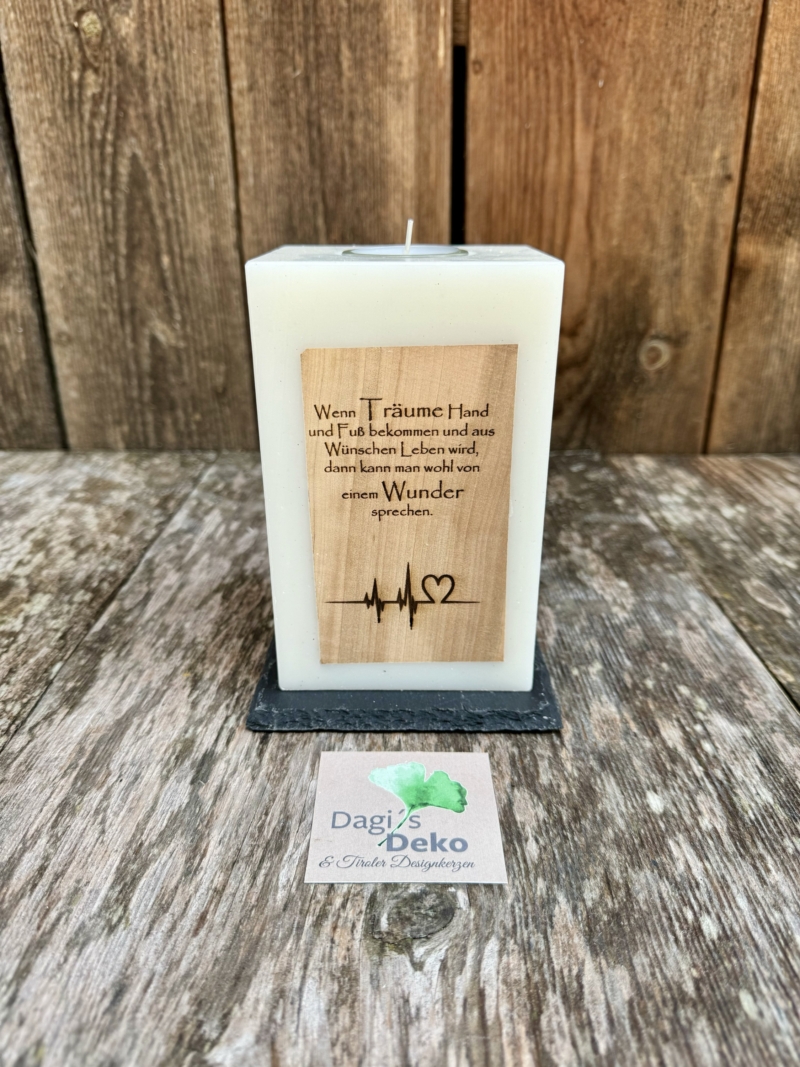 Wenn Träume Hand
und Fuß bekommen und aus
Wünschen Leben wird,
dann kann man wohl von
einem Wunder
sprechen.
Dagi´s
Deko
& Tiroler Designkerzen